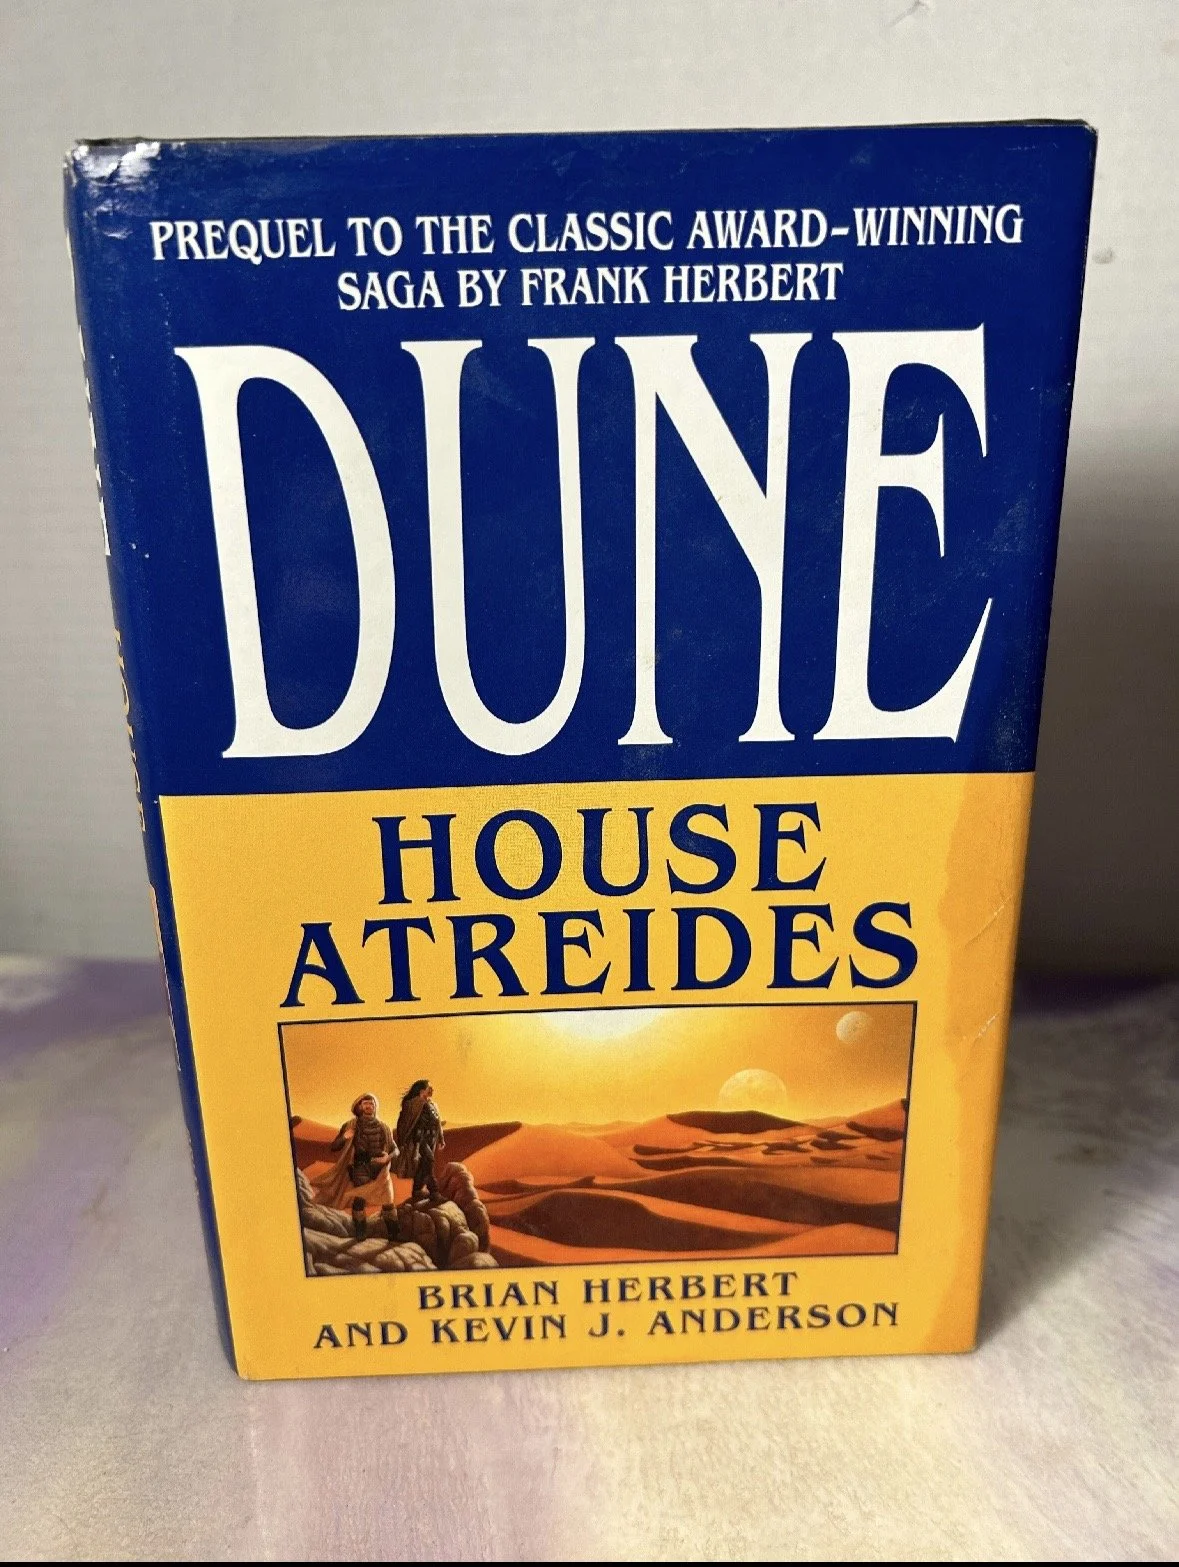 PREQUEL TO THE CLASSIC AWARD-WINNING
SAGA BY FRANK HERBERT
DUNE
HOUSE
ATREIDES
BRIAN HERBERT
AND KEVIN J. ANDERSON